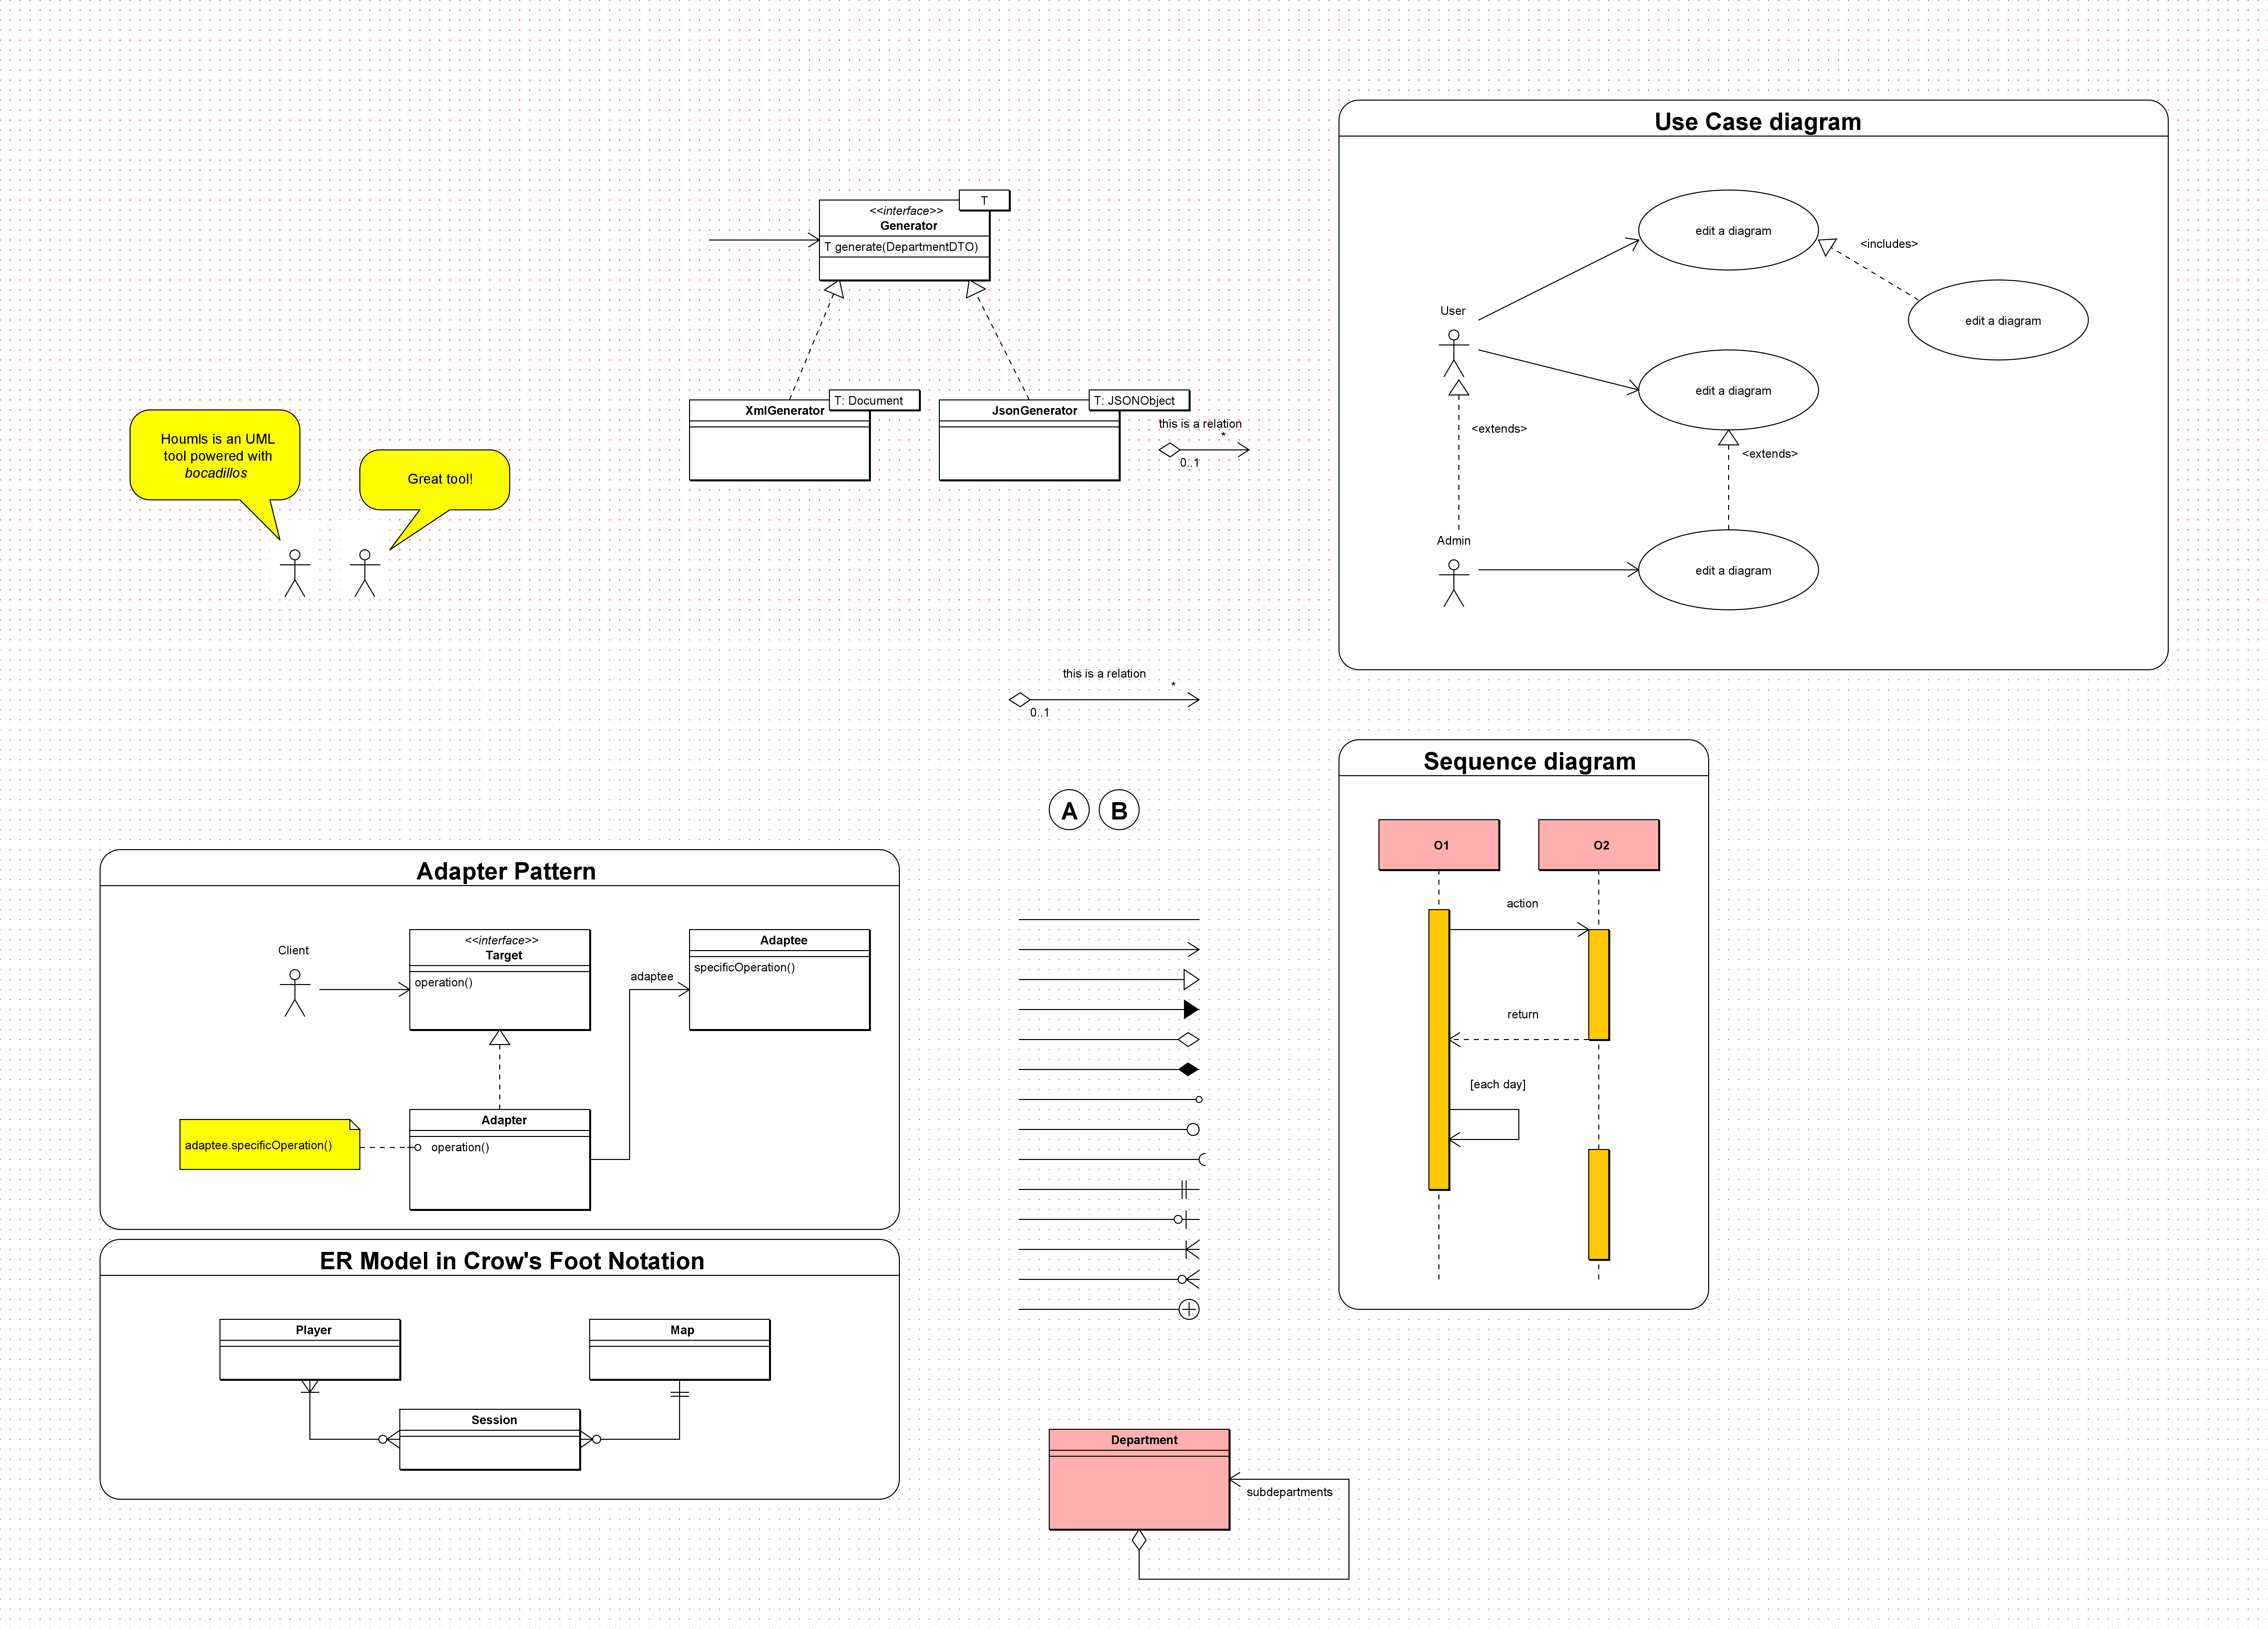 Use Case diagram
T
<<interface>>
Generator
T generate(DepartmentDTO)
edit a diagram
<includes>
User
edit a diagram
edit a diagram
T: Document
XmlGenerator
T: JSONObject
JsonGenerator
this is a relation
*
0..1
Houmls is an UML
tool powered with
bocadillos
Great tool!
<extends>
<extends>
Admin
edit a diagram
this is a relation
*
0..1
Sequence diagram
A
B
O1
O2
action
return
[each day]
Adapter Pattern
Client
<<interface>>
Target
operation()
adaptee
Adaptee
specificOperation()
Adapter
operation()
adaptee.specificOperation()
ER Model in Crow's Foot Notation
Player
Map
Session
Department
subdepartments